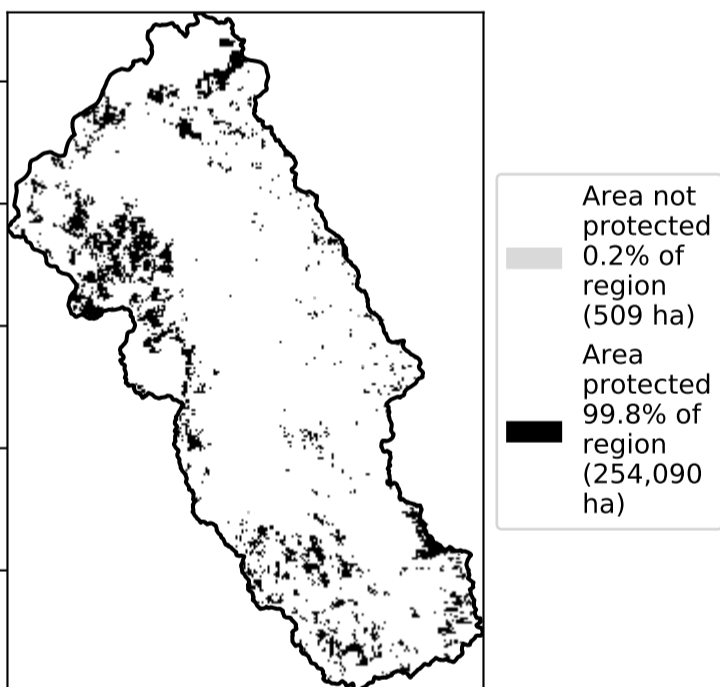 Area not
protected
0.2% of
region
(509 ha)
Area
protected
99.8% of
region
(254,090
ha)